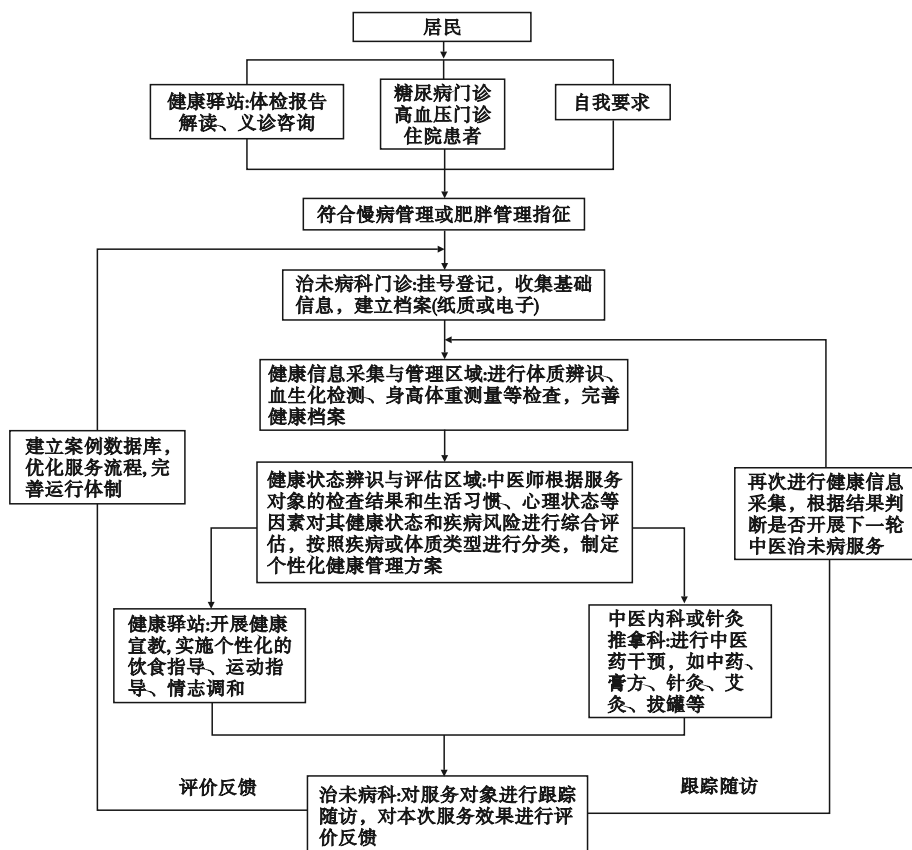 居民
健康驿站:体检报告
解读、义诊咨询
糖尿病门诊
高血压门诊
住院患者
自我要求
符合慢病管理或肥胖管理指征
治未病科门诊:挂号登记，收集基础
信息，建立档案(纸质或电子)
健康信息采集与管理区域:进行体质辨识、
血生化检测、身高体重测量等检查，完善
健康档案
建立案例数据库，
优化服务流程,完
善运行体制
健康状态辨识与评估区域:中医师根据服务
对象的检查结果和生活习惯、心理状态等
因素对其健康状态和疾病风险进行综合评
估，按照疾病或体质类型进行分类，制定
个性化健康管理方案
再次进行健康信息
采集，根据结果判
断是否开展下一轮
中医治未病服务
健康驿站:开展健康
宣教,实施个性化的
饮食指导、运动指
导、情志调和
中医内科或针灸
推拿科:进行中医
药干预，如中药、
膏方、针灸、艾
灸、拔罐等
评价反馈
治未病科:对服务对象进行跟踪
随访，对本次服务效果进行评
价反馈
跟踪随访